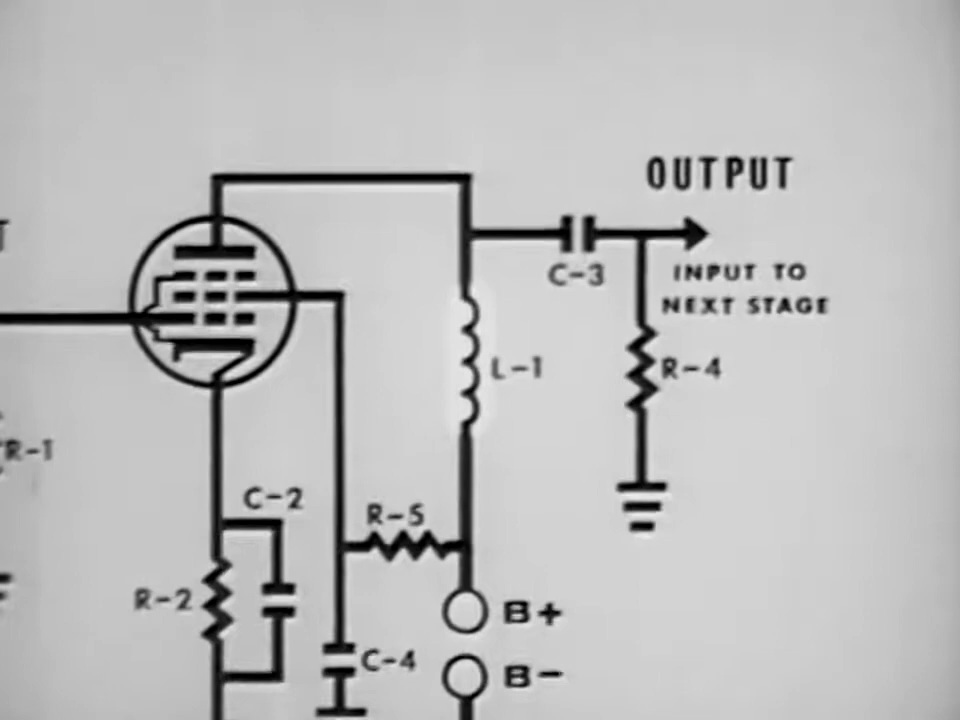 OUTPUT
C-3
INPUT TO
NEXT STAGE
L-1
R-4
R-1
C-2
R-5
R-2
B+
C-4
B-